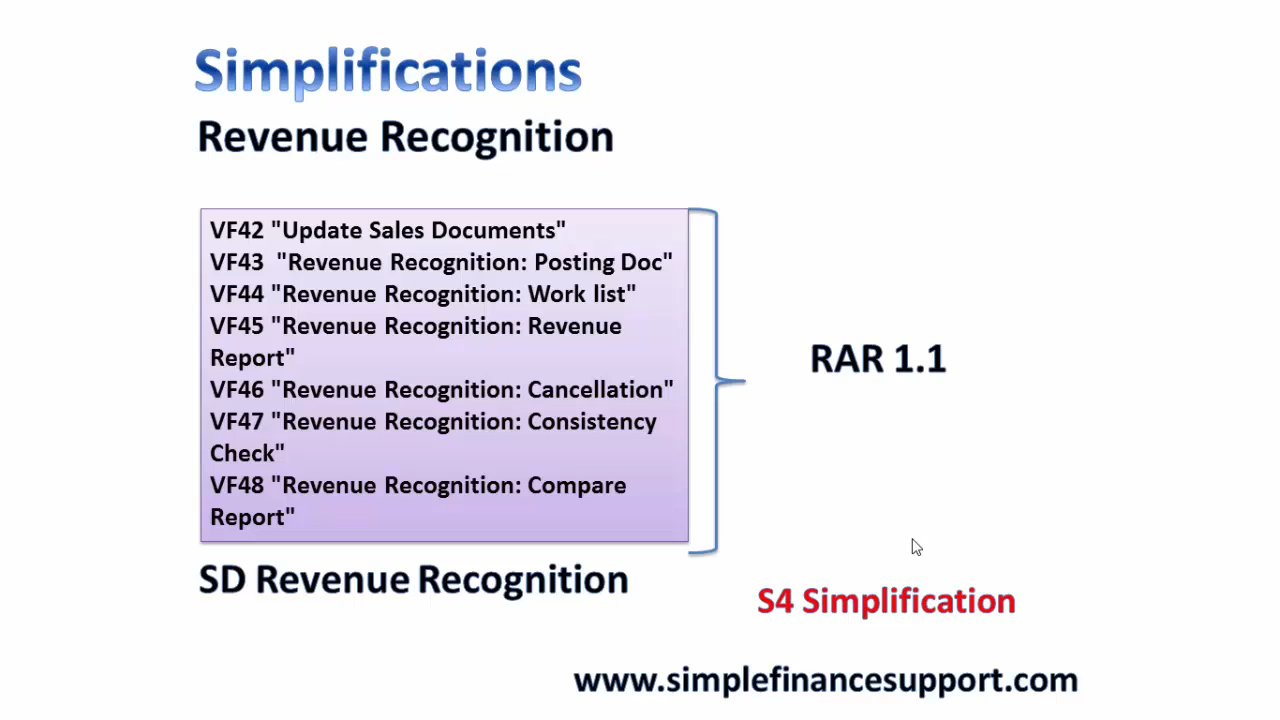 Simplifications
Revenue Recognition
VF42 "Update Sales Documents"
VF43  "Revenue Recognition: Posting Doc"
VF44 "Revenue Recognition: Work list"
VF45 "Revenue Recognition: Revenue
Report"
VF46 "Revenue Recognition: Cancellation"
VF47 "Revenue Recognition: Consistency
Check"
VF48 "Revenue Recognition: Compare
Report"
RAR 1.1
SD Revenue Recognition
S4 Simplification
www.simplefinancesupport.com